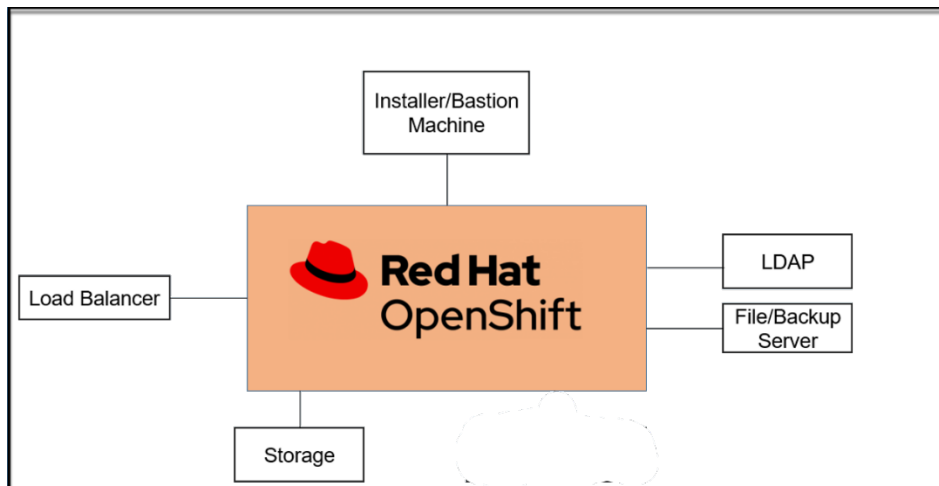 Installer/Bastion
Machine
Red Hat
OpenShift
LDAP
Load Balancer
File/Backup
Server
Storage